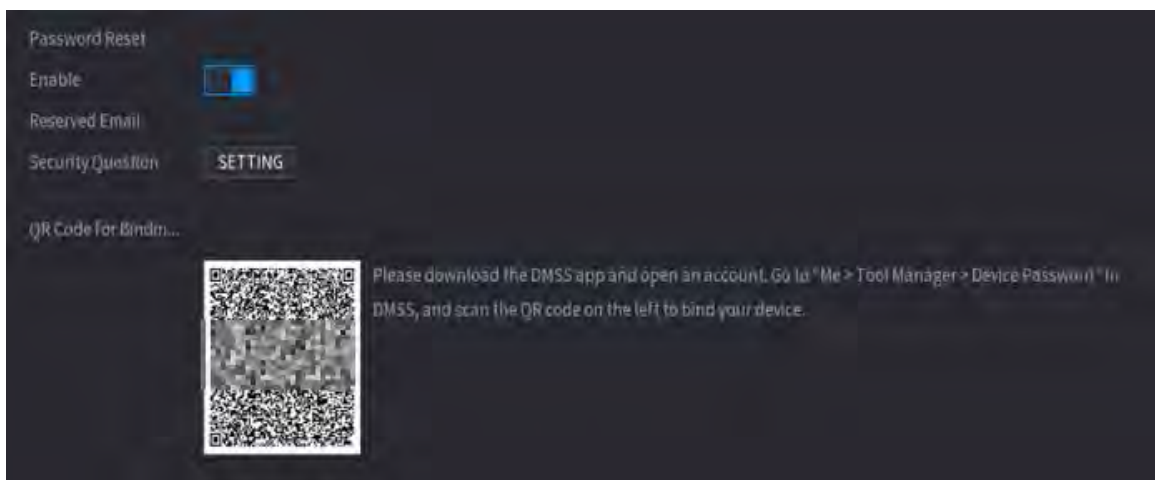 Password Reset
Enable
Reserved Email
Security Question
SETTING
QR Code for Bindin...
Please download the DMSS app and open an account. Go to "Me > Tool Manager > Device Password" in
DMSS, and scan the QR code on the left to bind your device.